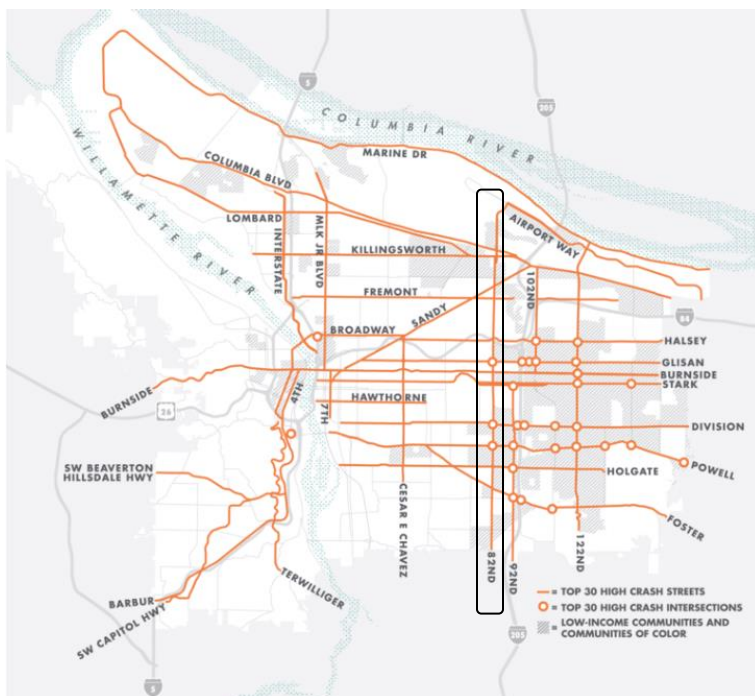 5
205
COLUMBIA RIVER
MARINE DR
WILLAMETTE RIVER
COLUMBIA BLVD
AIRPORT WAY
LOMBARD
INTERSTATE
MLK JR BLVD
KILLINGSWORTH
102ND
FREMONT
SANDY
84
BROADWAY
HALSEY
GLISAN
BURNSIDE
STARK
BURNSIDE
26
4TH
7TH
HAWTHORNE
DIVISION
SW BEAVERTON
HILLSDALE HWY
POWELL
HOLGATE
CESAR E CHAVEZ
FOSTER
82ND
92ND
122ND
TERWILLIGER
BARBUR
SW CAPITOL HWY
205
5
= TOP 30 HIGH CRASH STREETS
= TOP 30 HIGH CRASH INTERSECTIONS
= LOW-INCOME COMMUNITIES AND
COMMUNITIES OF COLOR